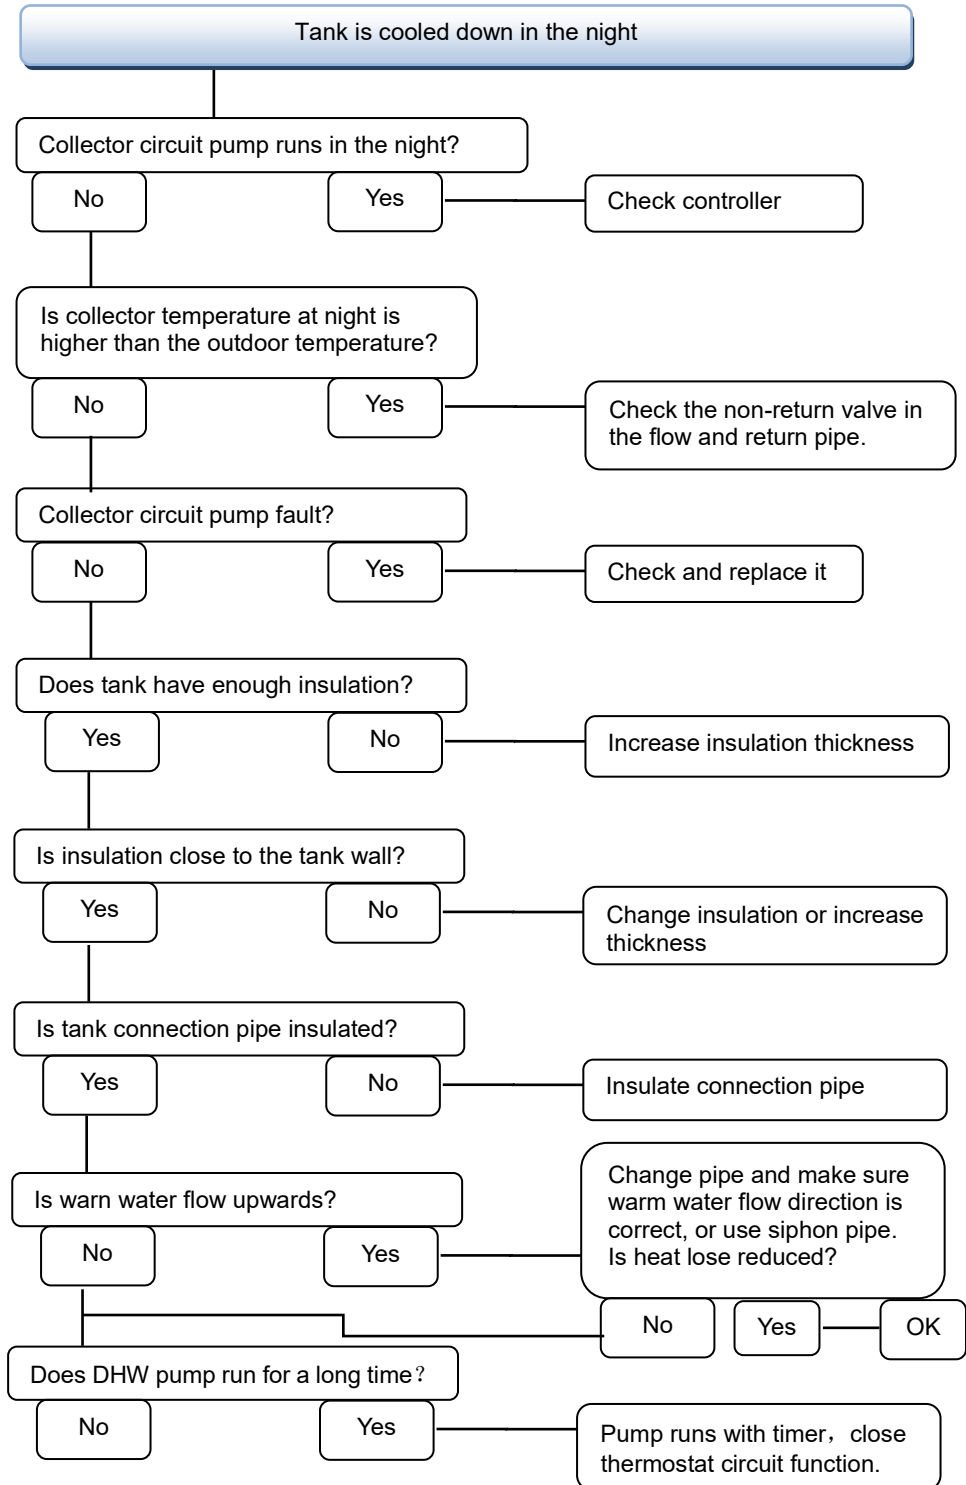 Tank is cooled down in the night
Collector circuit pump runs in the night?
No
Yes
Check controller
Is collector temperature at night is
higher than the outdoor temperature?
No
Yes
Check the non-return valve in
the flow and return pipe.
Collector circuit pump fault?
No
Yes
Check and replace it
Does tank have enough insulation?
Yes
No
Increase insulation thickness
Is insulation close to the tank wall?
Yes
No
Change insulation or increase
thickness
Is tank connection pipe insulated?
Yes
No
Insulate connection pipe
Is warn water flow upwards?
No
Yes
Change pipe and make sure
warm water flow direction is
correct, or use siphon pipe.
Is heat lose reduced?
No
Yes
OK
Does DHW pump run for a long time？
No
Yes
Pump runs with timer，close
thermostat circuit function.